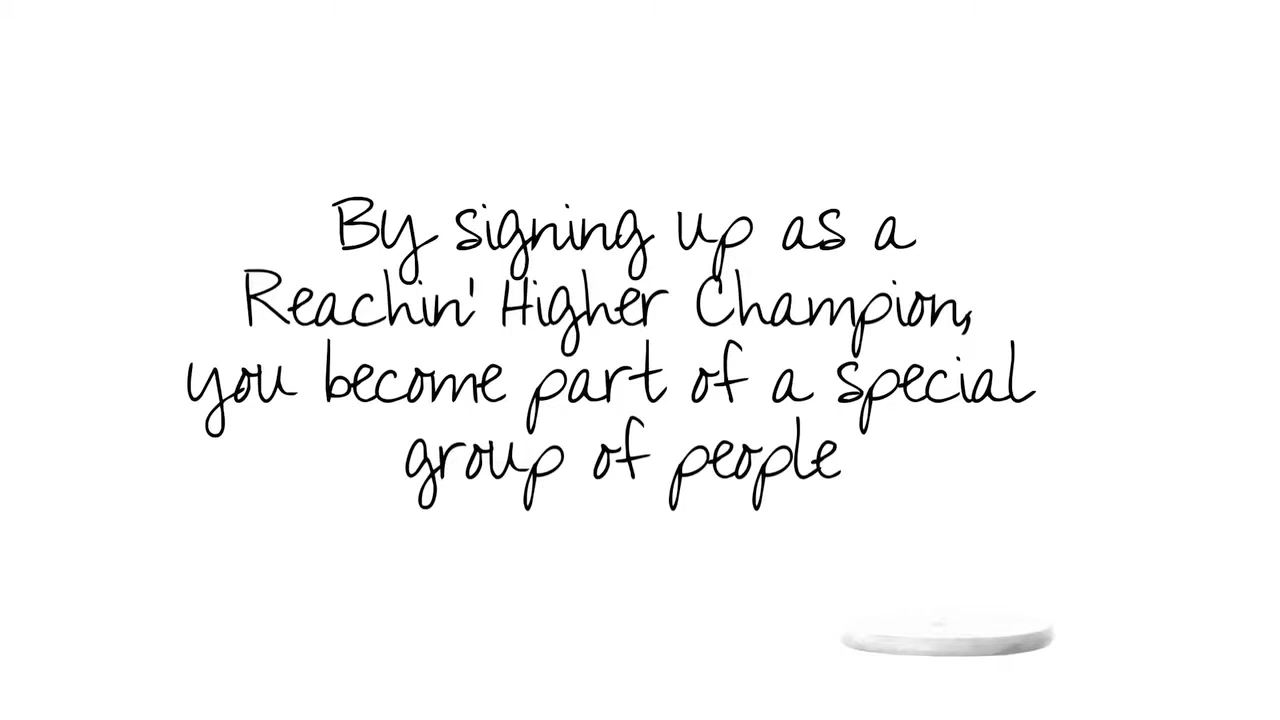 By signing up as a
Reachin' Higher Champion,
you become part of a special
group of people